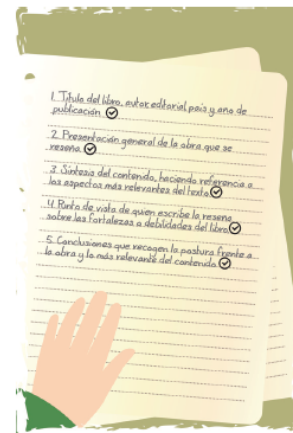 1. Título del libro, autor, editorial, país y ano de
publicación.
2. Presentación general de la obra que se
reseña.
3. Síntesis del contenido, haciendo referencia a
los aspectos más relevantes del texto
4. Punto de vista de quien escribe la reseña
sobre las fortalezas o debilidades del libro
5. Conclusiones que recogen la postura frente a
la obra y lo más relevante del contenido.